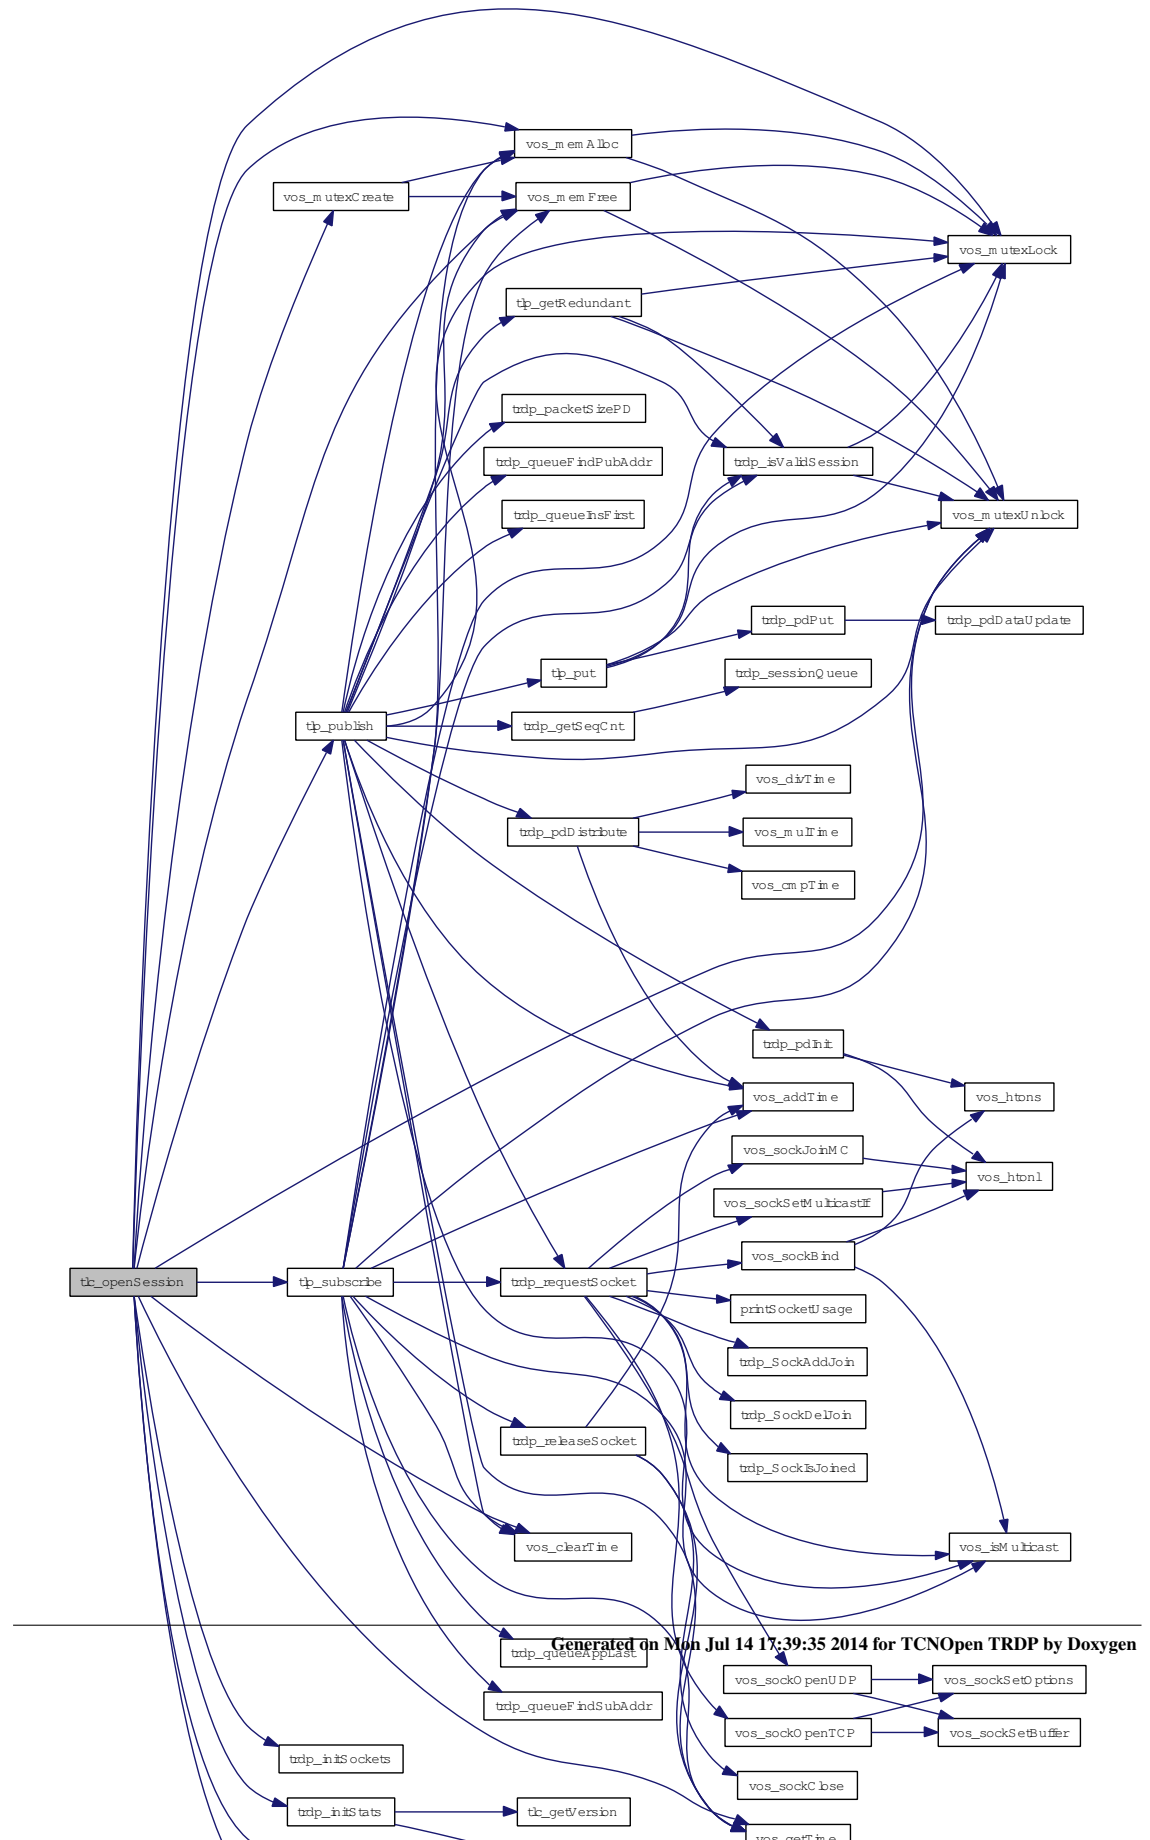 vos_memAlloc
vos_mutexCreate
vos_memFree
vos_mutexLock
tlp_getRedundant
trdp_packetSizePD
trdp_queueFindPubAddr
trdp_isValidSession
trdp_queueInsFirst
vos_mutexUnlock
trdp_pdPut
trdp_pdDataUpdate
tlp_put
trdp_sessionQueue
tlp_publish
trdp_getSeqCnt
vos_divTime
trdp_pdDistribute
vos_mulTime
vos_cmpTime
trdp_pdInit
vos_addTime
vos_htons
vos_sockJoinMC
vos_htonl
vos_sockSetMulticastIf
vos_sockBind
tlc_openSession
tlp_subscribe
trdp_requestSocket
printSocketUsage
trdp_SockAddJoin
trdp_SockDelJoin
trdp_releaseSocket
trdp_SockIsJoined
vos_clearTime
vos_isMulticast
Generated on Mon Jul 14 17:39:35 2014 for TCNOpen TRDP by Doxygen
trdp_queueAppLast
vos_sockOpenUDP
vos_sockSetOptions
trdp_queueFindSubAddr
vos_sockOpenTCP
vos_sockSetBuffer
trdp_initSockets
vos_sockClose
trdp_initStats
tlc_getVersion
vos_getTime